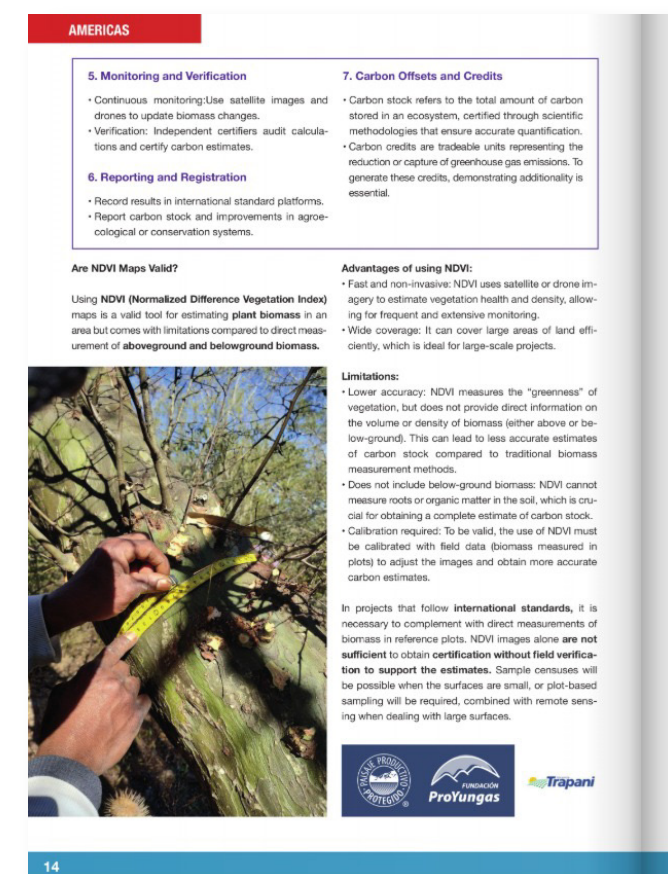 AMERICAS
5. Monitoring and Verification
• Continuous monitoring:Use satellite images and
drones to update biomass changes.
• Verification: Independent certifiers audit calcula-
tions and certify carbon estimates.
6. Reporting and Registration
• Record results in international standard platforms.
• Report carbon stock and improvements in agroe-
cological or conservation systems.
7. Carbon Offsets and Credits
• Carbon stock refers to the total amount of carbon
stored in an ecosystem, certified through scientific
methodologies that ensure accurate quantification.
• Carbon credits are tradeable units representing the
reduction or capture of greenhouse gas emissions. To
generate these credits, demonstrating additionality is
essential.
Are NDVI Maps Valid?
Using NDVI (Normalized Difference Vegetation Index)
maps is a valid tool for estimating plant biomass in an
area but comes with limitations compared to direct meas-
urement of aboveground and belowground biomass.
Advantages of using NDVI:
• Fast and non-invasive: NDVI uses satellite or drone im-
agery to estimate vegetation health and density, allow-
ing for frequent and extensive monitoring.
• Wide coverage: It can cover large areas of land effi-
ciently, which is ideal for large-scale projects.
Limitations:
• Lower accuracy: NDVI measures the “greenness” of
vegetation, but does not provide direct information on
the volume or density of biomass (either above or be-
low-ground). This can lead to less accurate estimates
of carbon stock compared to traditional biomass
measurement methods.
• Does not include below-ground biomass: NDVI cannot
measure roots or organic matter in the soil, which is cru-
cial for obtaining a complete estimate of carbon stock.
• Calibration required: To be valid, the use of NDVI must
be calibrated with field data (biomass measured in
plots) to adjust the images and obtain more accurate
carbon estimates.
In projects that follow international standards, it is
necessary to complement with direct measurements of
biomass in reference plots. NDVI images alone are not
sufficient to obtain certification without field verifica-
tion to support the estimates. Sample censuses will
be possible when the surfaces are small, or plot-based
sampling will be required, combined with remote sens-
ing when dealing with large surfaces.
PAISAJE PRODUCTIVO
PROTEGIDO ®
FUNDACIÓN
ProYungas
Trapani
14